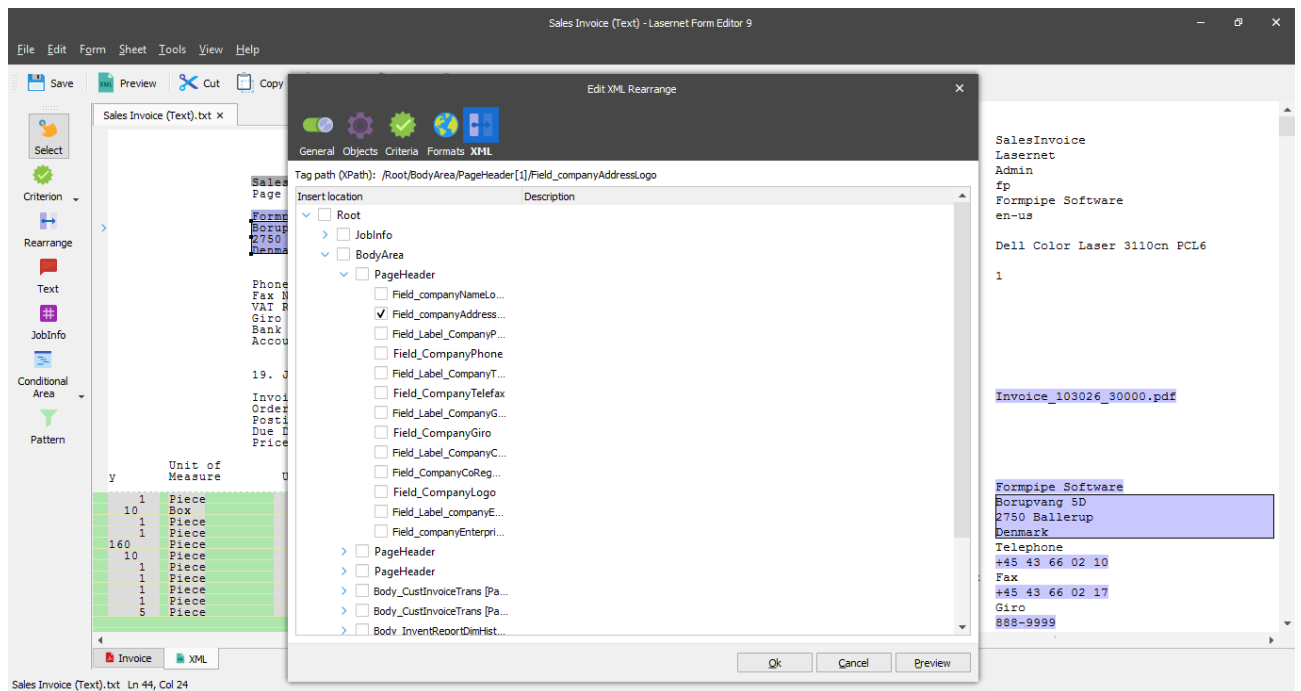 Sales Invoice (Text) - Lasernet Form Editor 9
File Edit Form Sheet Tools View Help
Save Preview Cut Copy
Sales Invoice (Text).txt ×
Select
Criterion
Rearrange
Text
JobInfo
Conditional
Area
Pattern
Sales
Page
Formp
Borup
2750
Denma
Phone
Fax N
VAT R
Giro
Bank
Accou
19. J
Invoi
Order
Posti
Due D
Price
Unit of
y Measure U
1 Piece
10 Box
1 Piece
1 Piece
160 Piece
10 Piece
1 Piece
1 Piece
1 Piece
1 Piece
5 Piece
Invoice XML
Sales Invoice (Text).txt Ln 44, Col 24
Edit XML Rearrange
General Objects Criteria Formats XML
Tag path (XPath): /Root/BodyArea/PageHeader[1]/Field_companyAddressLogo
Insert location Description
Root
JobInfo
BodyArea
PageHeader
Field_companyNameLo...
Field_companyAddress...
Field_Label_CompanyP...
Field_CompanyPhone
Field_Label_CompanyT...
Field_CompanyTelefax
Field_Label_CompanyG...
Field_CompanyGiro
Field_Label_CompanyC...
Field_CompanyCoReg...
Field_CompanyLogo
Field_Label_companyE...
Field_companyEnterpri...
PageHeader
PageHeader
Body_CustInvoiceTrans [Pa...
Body_CustInvoiceTrans [Pa...
Body_InventReportDimHist...
Ok Cancel Preview
SalesInvoice
Lasernet
Admin
fp
Formpipe Software
en-us
Dell Color Laser 3110cn PCL6
1
Invoice_103026_30000.pdf
Formpipe Software
Borupvang 5D
2750 Ballerup
Denmark
Telephone
+45 43 66 02 10
Fax
+45 43 66 02 17
Giro
888-9999